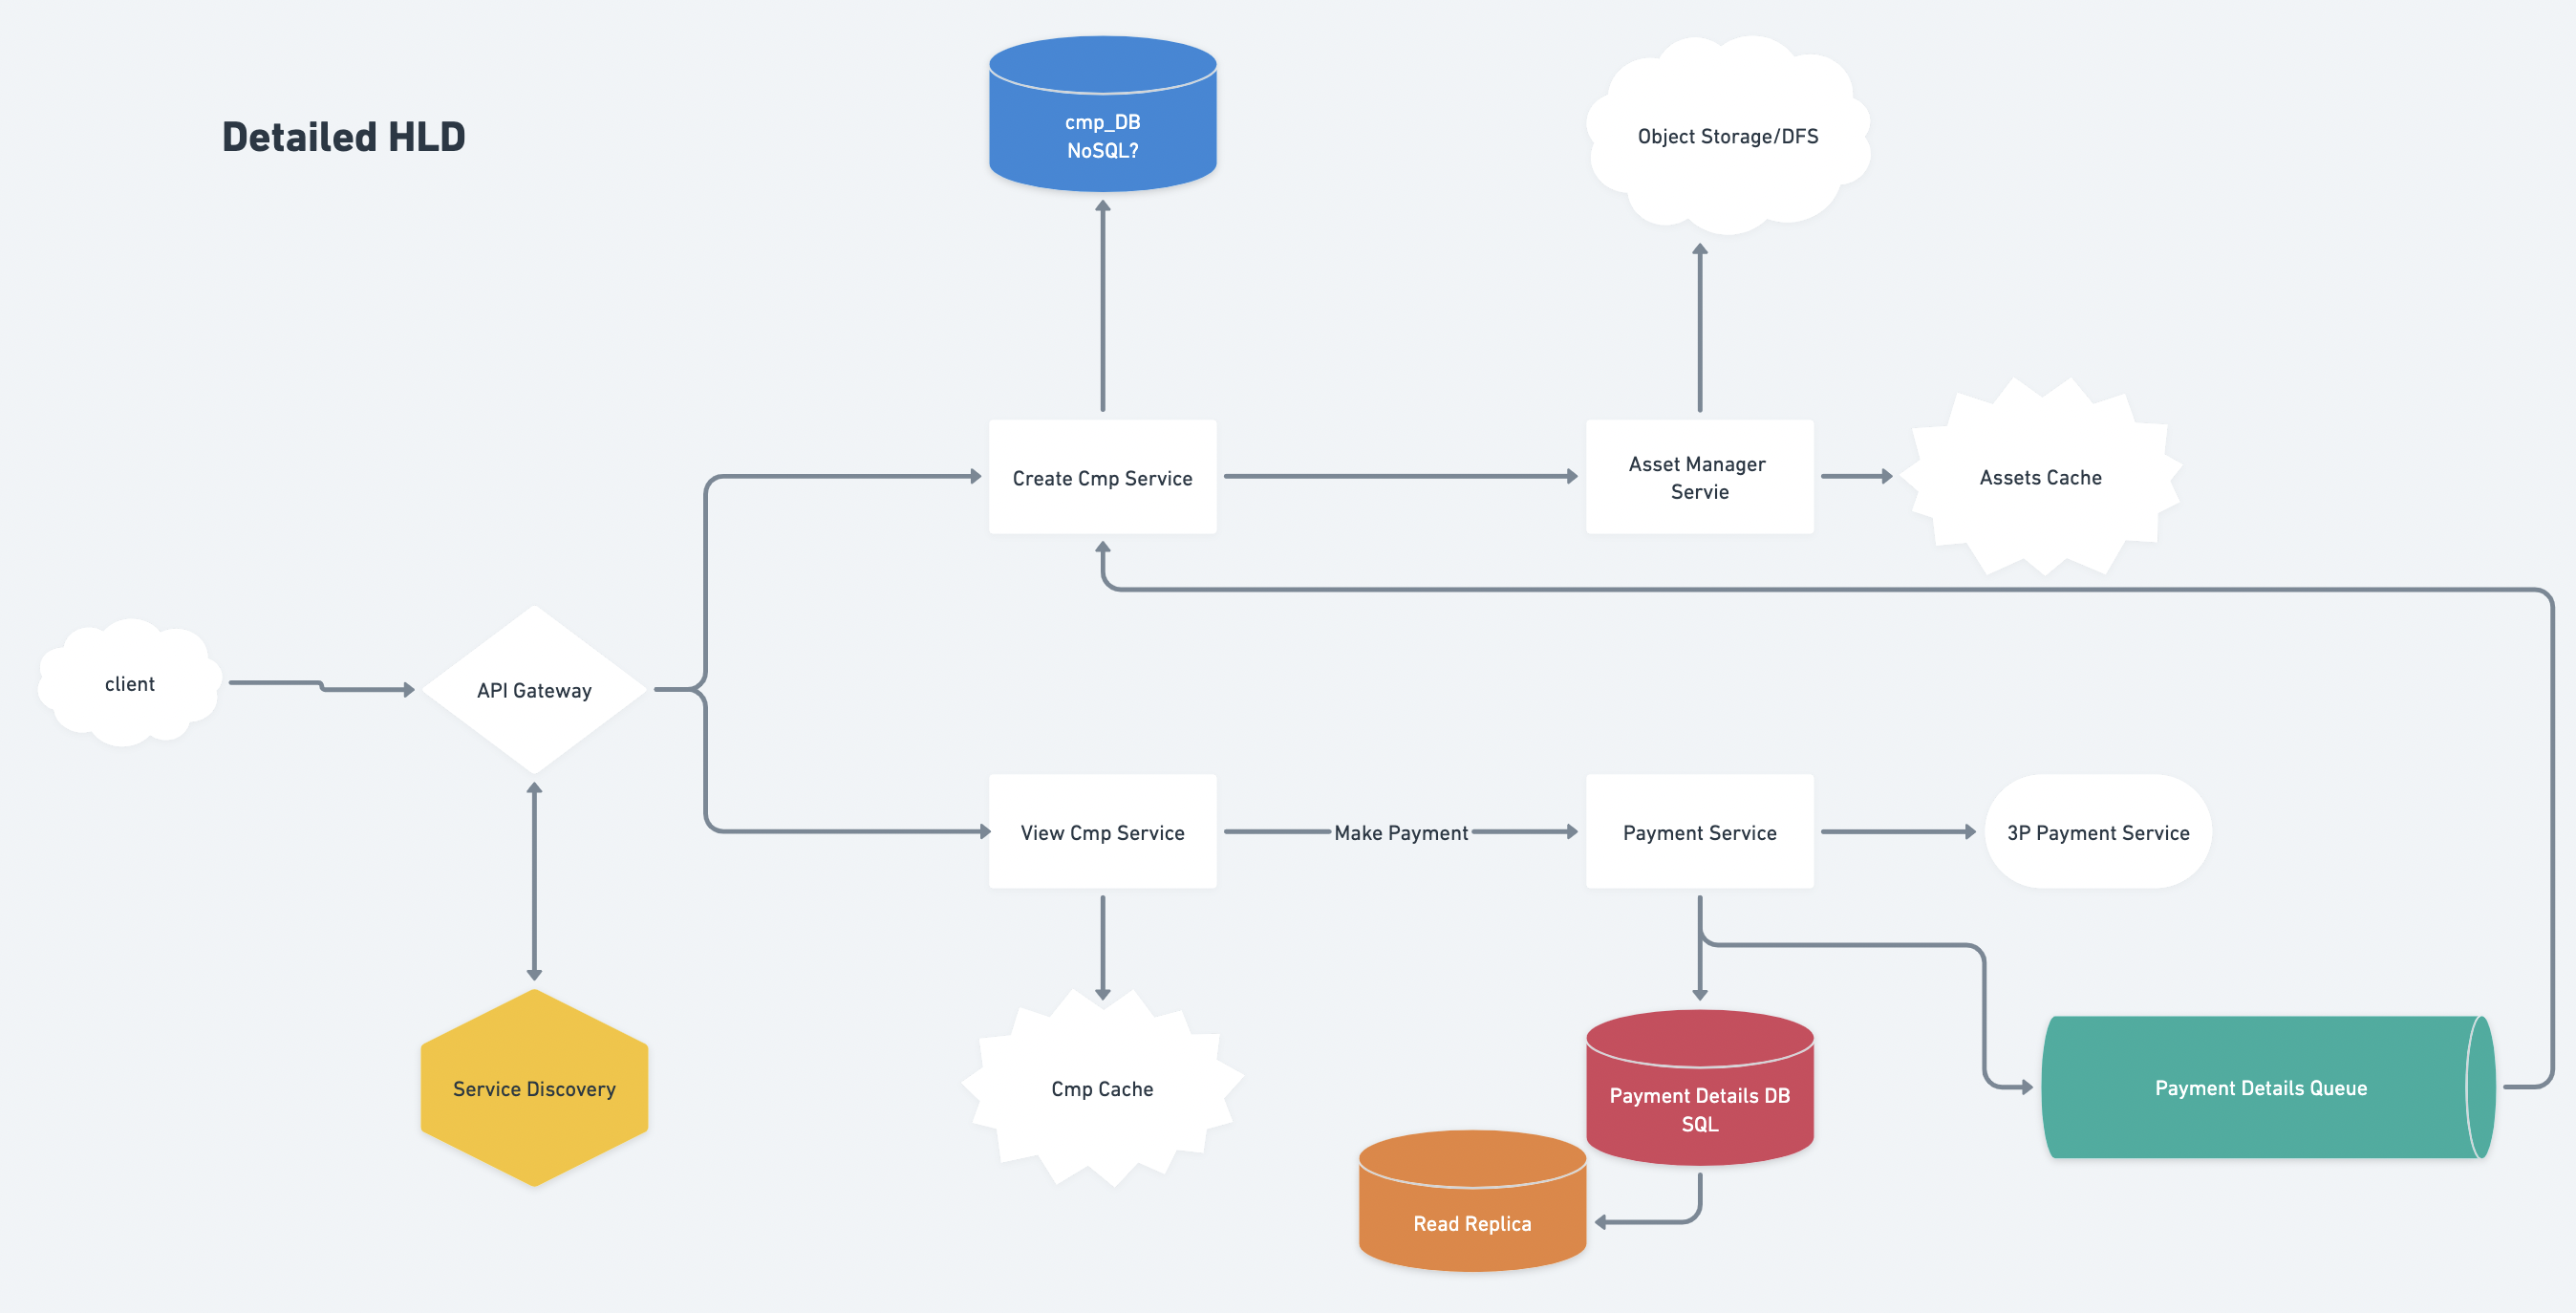 Detailed HLD
cmp_DB
NoSQL?
Object Storage/DFS
Create Cmp Service
Asset Manager
Servie
Assets Cache
client
API Gateway
View Cmp Service
Make Payment
Payment Service
3P Payment Service
Service Discovery
Cmp Cache
Payment Details DB
SQL
Payment Details Queue
Read Replica